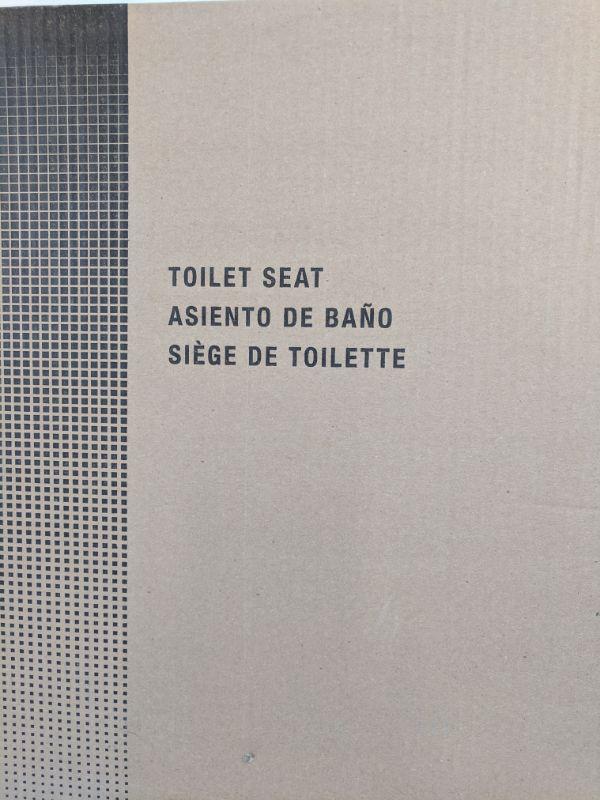 TOILET SEAT
ASIENTO DE BAÑO
SIÈGE DE TOILETTE